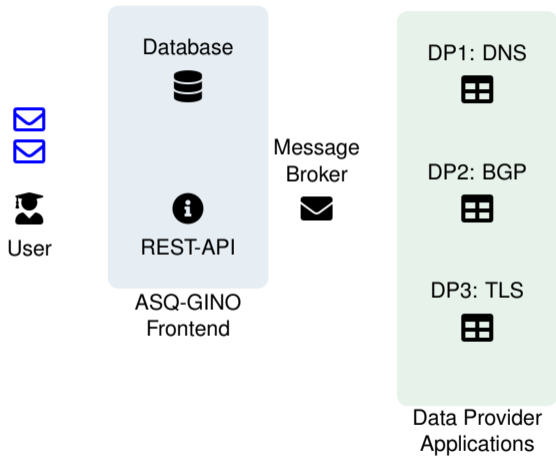 Database
REST-API
ASQ-GINO
Frontend
User
Message
Broker
DP1: DNS
DP2: BGP
DP3: TLS
Data Provider
Applications